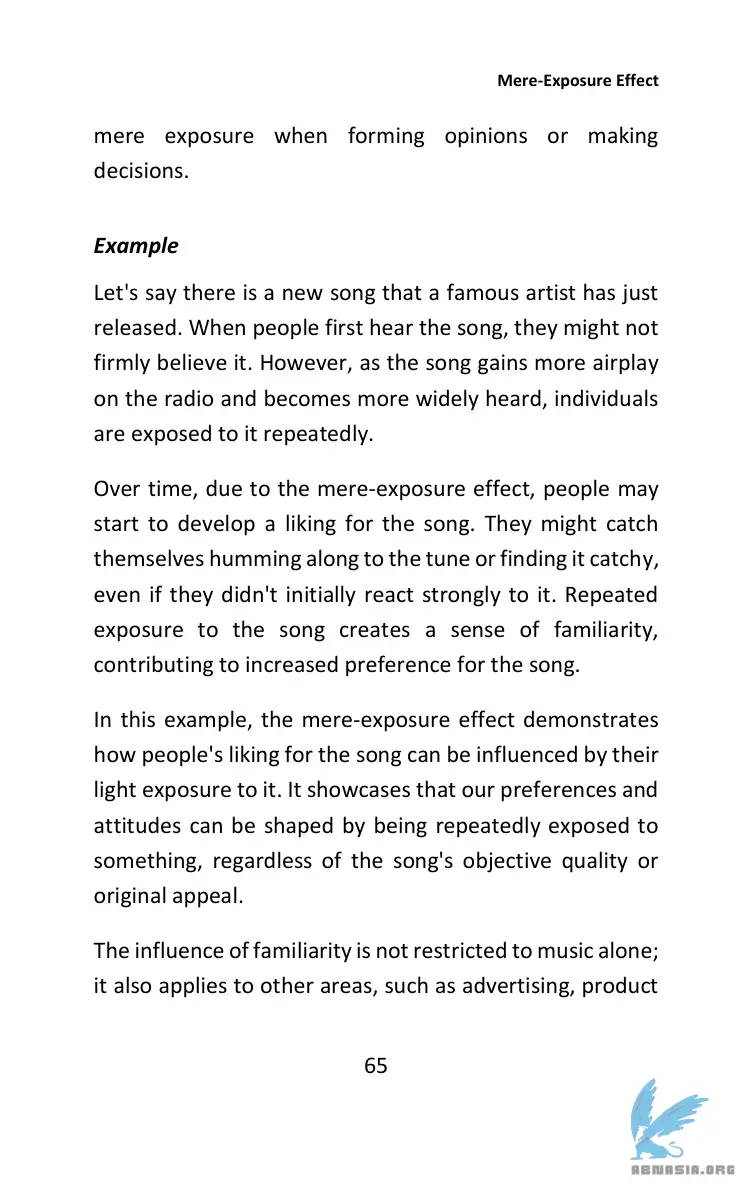 Mere-Exposure Effect
mere exposure when forming opinions or making
decisions.
Example
Let's say there is a new song that a famous artist has just
released. When people first hear the song, they might not
firmly believe it. However, as the song gains more airplay
on the radio and becomes more widely heard, individuals
are exposed to it repeatedly.
Over time, due to the mere-exposure effect, people may
start to develop a liking for the song. They might catch
themselves humming along to the tune or finding it catchy,
even if they didn't initially react strongly to it. Repeated
exposure to the song creates a sense of familiarity,
contributing to increased preference for the song.
In this example, the mere-exposure effect demonstrates
how people's liking for the song can be influenced by their
light exposure to it. It showcases that our preferences and
attitudes can be shaped by being repeatedly exposed to
something, regardless of the song's objective quality or
original appeal.
The influence of familiarity is not restricted to music alone;
it also applies to other areas, such as advertising, product
65
ABNASIA.ORG